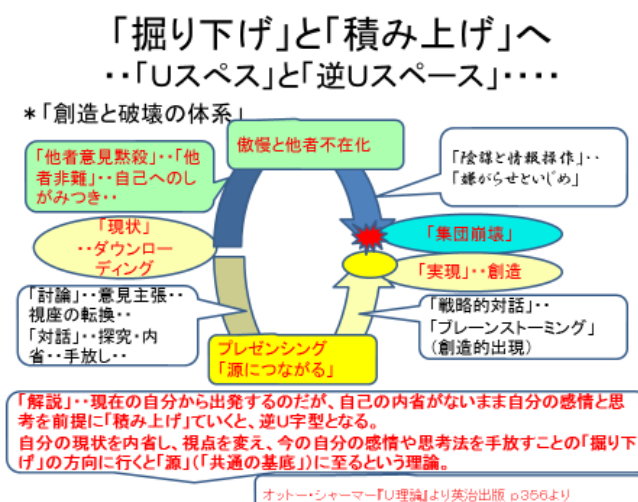 「掘り下げ」と「積み上げ」へ
・・「Uスペス」と「逆Uスペース」・・・・
*「創造と破壊の体系」
傲慢と他者不在化
「他者意見黙殺」・・「他
者非難」・・自己へのし
がみつき・・
「陰謀と情報操作」・・
「嫌がらせといじめ」
「現状」
・・ダウンロー
ディング
「集団崩壊」
「実現」・・創造
「討論」・・意見主張・・
視座の転換・・
「対話」・・探究・内
省・・手放し・・
「戦略的対話」・・
「ブレーンストーミング」
(創造的出現)
プレゼンシング
「源につながる」
「解説」・・現在の自分から出発するのだが、自己の内省がないまま自分の感情と思
考を前提に「積み上げ」ていくと、逆U字型となる。
自分の現状を内省し、視点を変え、今の自分の感情や思考法を手放すことの「掘り下
げ」の方向に行くと「源」(「共通の基底」)に至るという理論。
オットー・シャーマー『U理論』より英治出版 p356より